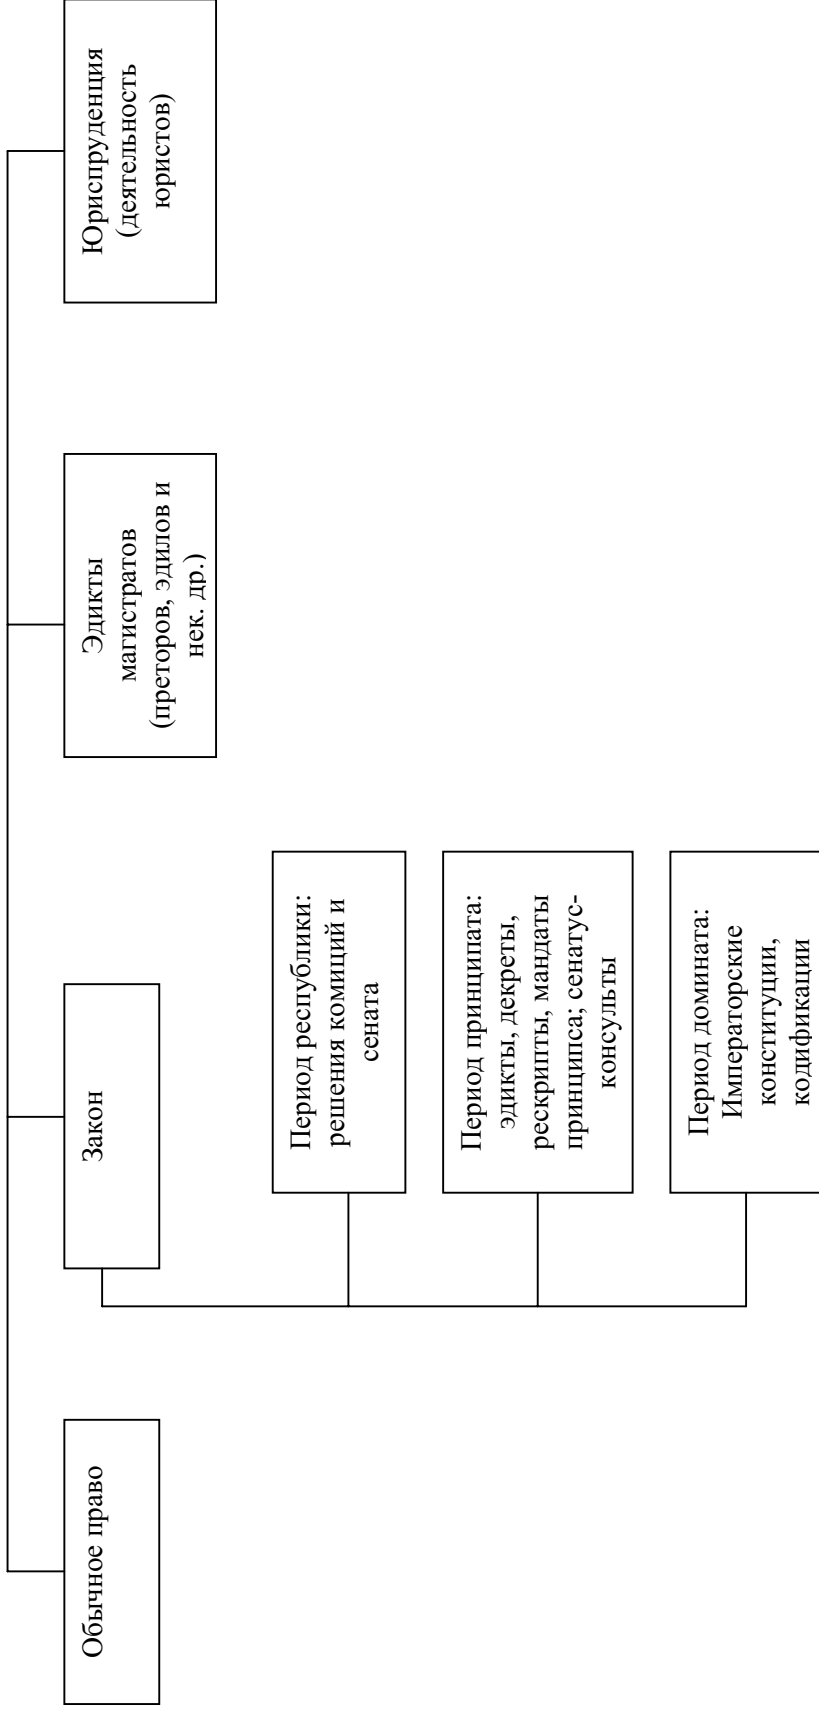 Обычное право
Закон
Период республики:
решения комиций и
сената
Период принципата:
эдикты, декреты,
рескрипты, мандаты
принципса; сенатус-
консульты
Период домината:
Императорские
конституции,
кодификации
Эдикты
магистратов
(преторов, эдилов и
нек. др.)
Юриспруденция
(деятельность
юристов)